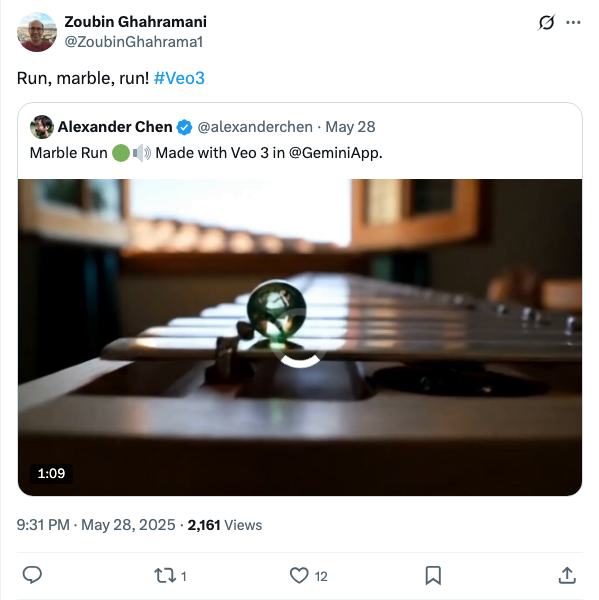 Zoubin Ghahramani
@ZoubinGhahrama1
Run, marble, run! #Veo3
Alexander Chen @alexanderchen · May 28
Marble Run 🟢🔊 Made with Veo 3 in @GeminiApp.
1:09
9:31 PM · May 28, 2025 · 2,161 Views
1 12